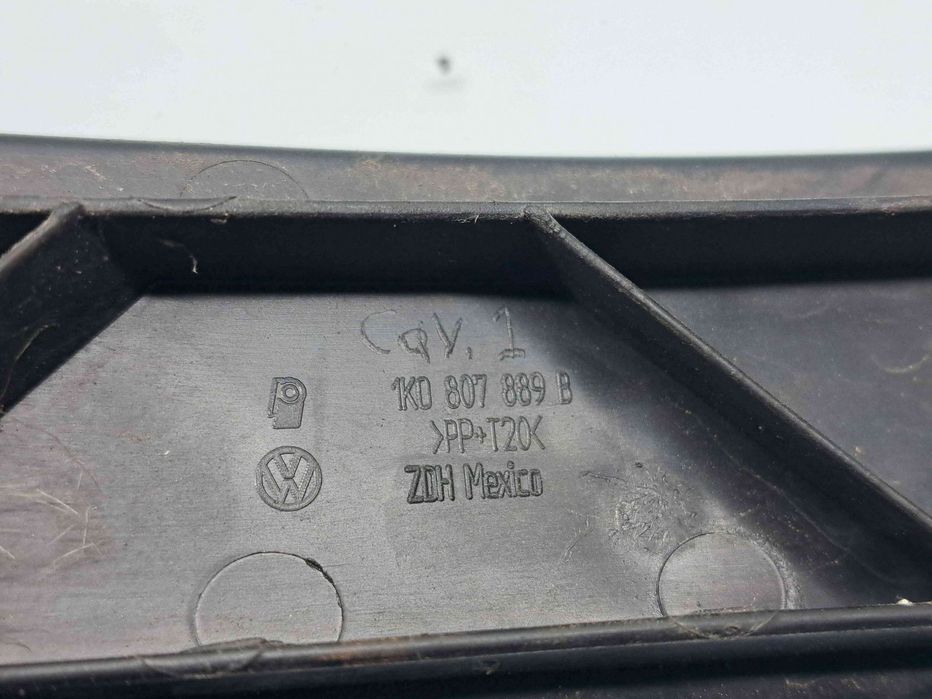 Cav. 1
1K0 807 889 B
>PP+T20<
ZDH Mexico